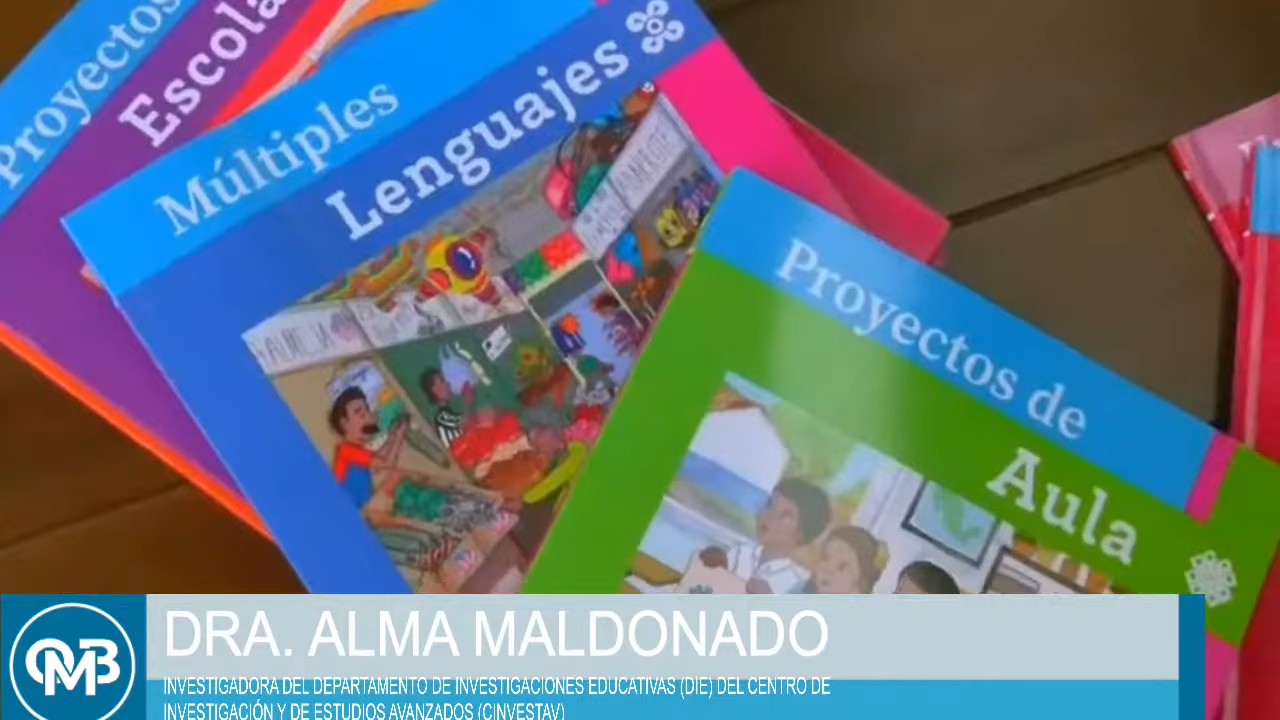 Proyectos
Escola
Múltiples
Lenguajes
Proyectos de
Aula
DRA. ALMA MALDONADO
INVESTIGADORA DEL DEPARTAMENTO DE INVESTIGACIONES EDUCATIVAS (DIE) DEL CENTRO DE
INVESTIGACIÓN Y DE ESTUDIOS AVANZADOS (CINVESTAV)